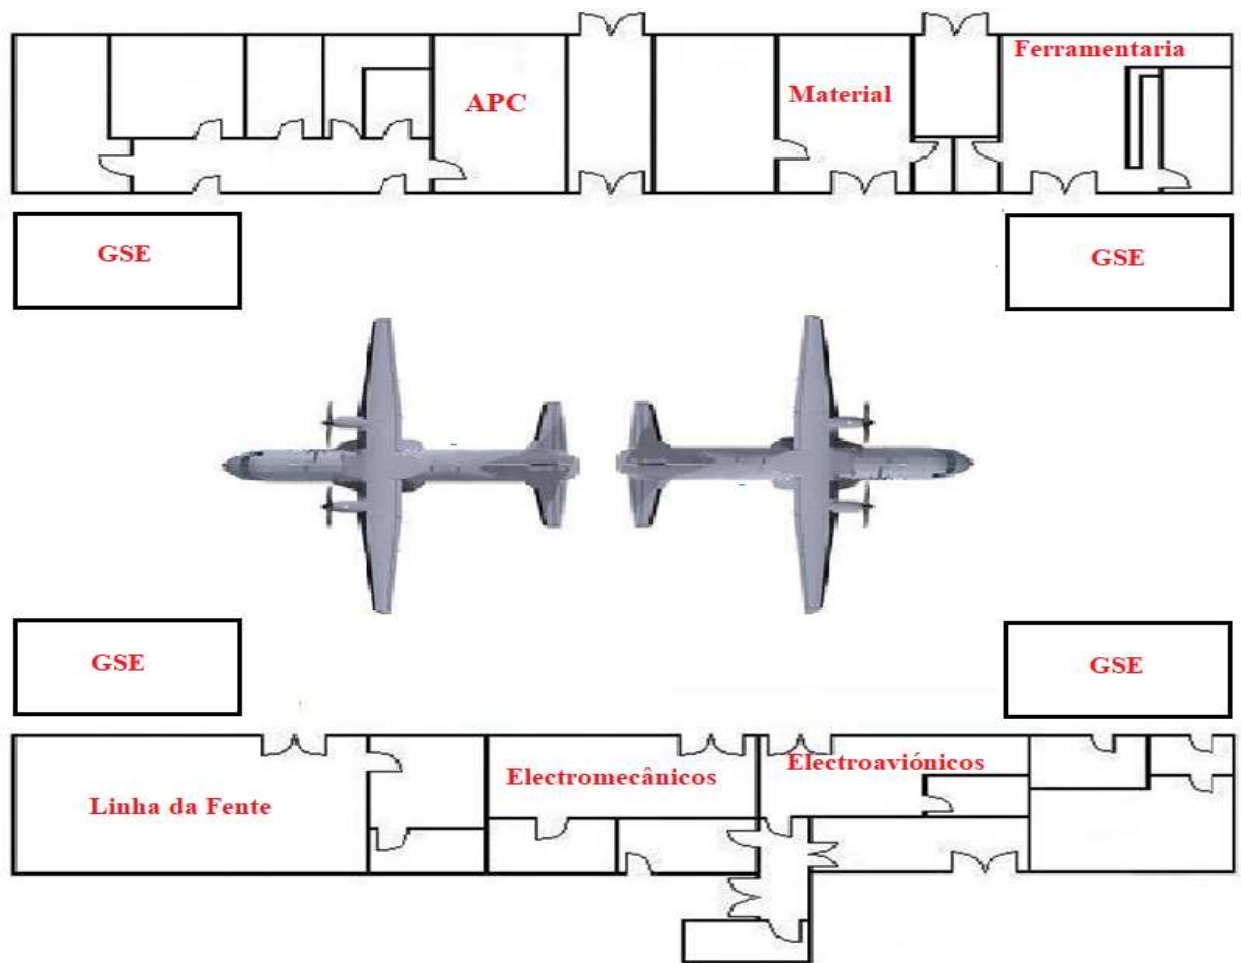 Ferramentaria
APC
Material
GSE
GSE
GSE
GSE
Electromecânicos
Electroaviónicos
Linha da Fente